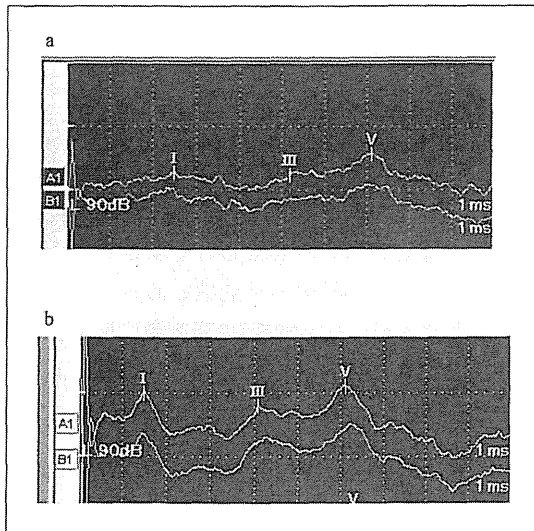 a
I III V
A1
B1 90dB 1 ms
1 ms
b
I III V
A1
B1 90dB 1 ms
1 ms
V